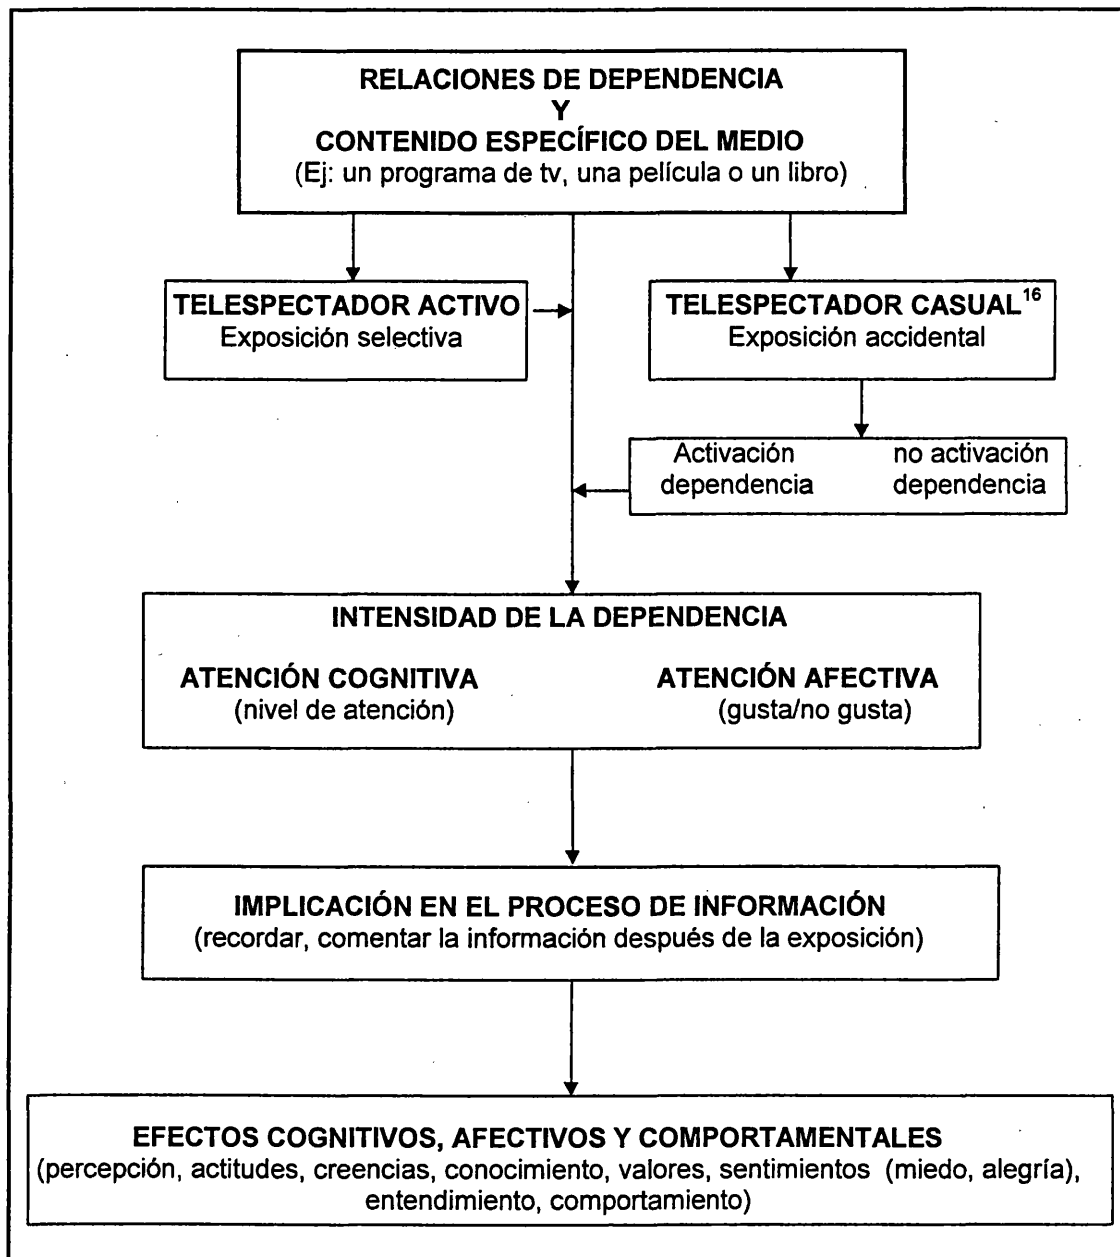 RELACIONES DE DEPENDENCIA
Y
CONTENIDO ESPECÍFICO DEL MEDIO
(Ej: un programa de tv, una película o un libro)
TELESPECTADOR ACTIVO
Exposición selectiva
TELESPECTADOR CASUAL16
Exposición accidental
Activación
dependencia
no activación
dependencia
INTENSIDAD DE LA DEPENDENCIA
ATENCIÓN COGNITIVA
(nivel de atención)
ATENCIÓN AFECTIVA
(gusta/no gusta)
IMPLICACIÓN EN EL PROCESO DE INFORMACIÓN
(recordar, comentar la información después de la exposición)
EFECTOS COGNITIVOS, AFECTIVOS Y COMPORTAMENTALES
(percepción, actitudes, creencias, conocimiento, valores, sentimientos (miedo, alegría),
entendimiento, comportamiento)